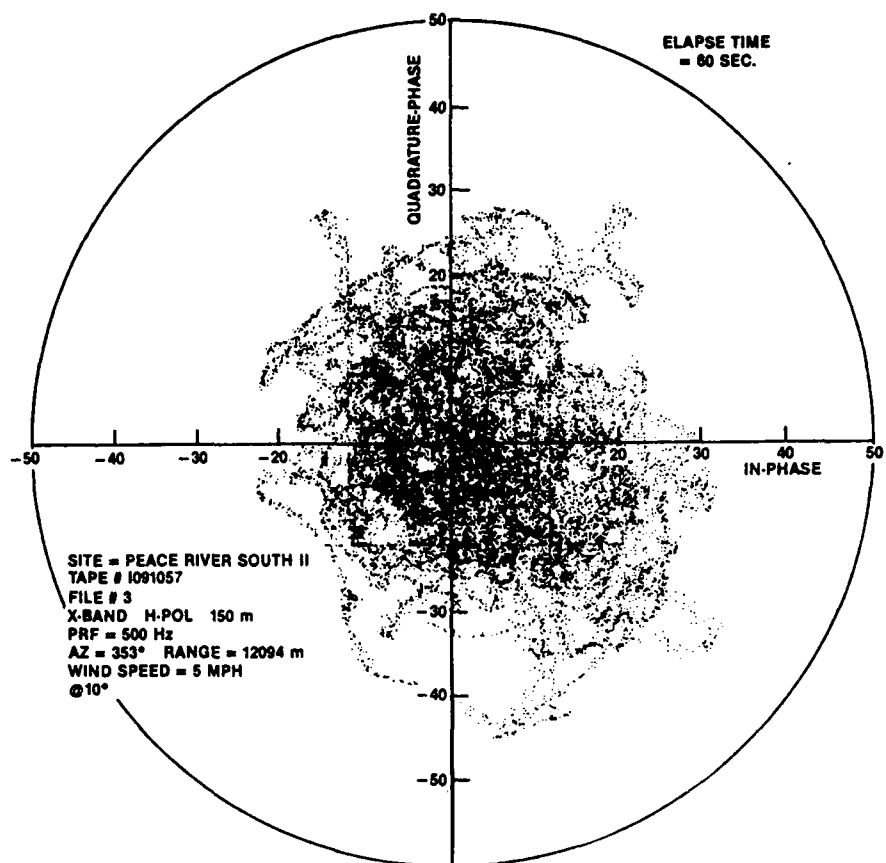 50
ELAPSE TIME
= 60 SEC.
QUADRATURE-PHASE
40
30
20
-50
-40
-30
-20
20
30
40
50
IN-PHASE
SITE = PEACE RIVER SOUTH II
TAPE # I091057
FILE # 3
X-BAND H-POL 150 m
PRF = 500 Hz
AZ = 353° RANGE = 12094 m
WIND SPEED = 5 MPH
@10°
-30
-40
-50